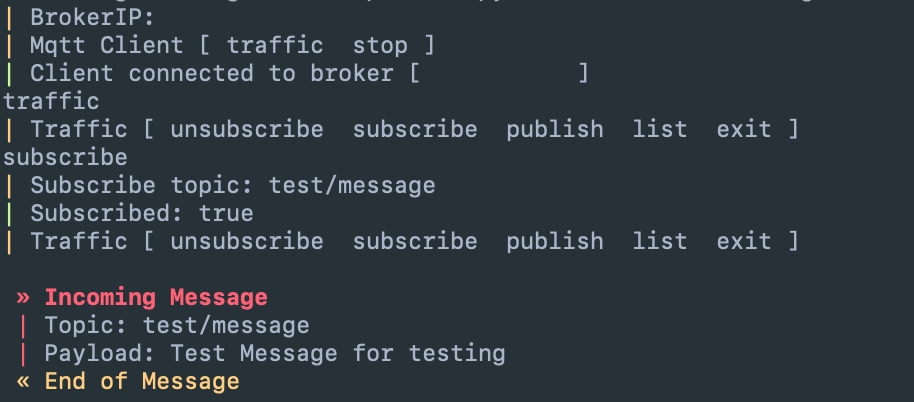 | BrokerIP:
| Mqtt Client [ traffic  stop ]
| Client connected to broker [           ]
traffic
| Traffic [ unsubscribe  subscribe  publish  list  exit ]
subscribe
| Subscribe topic: test/message
| Subscribed: true
| Traffic [ unsubscribe  subscribe  publish  list  exit ]
» Incoming Message
| Topic: test/message
| Payload: Test Message for testing
« End of Message